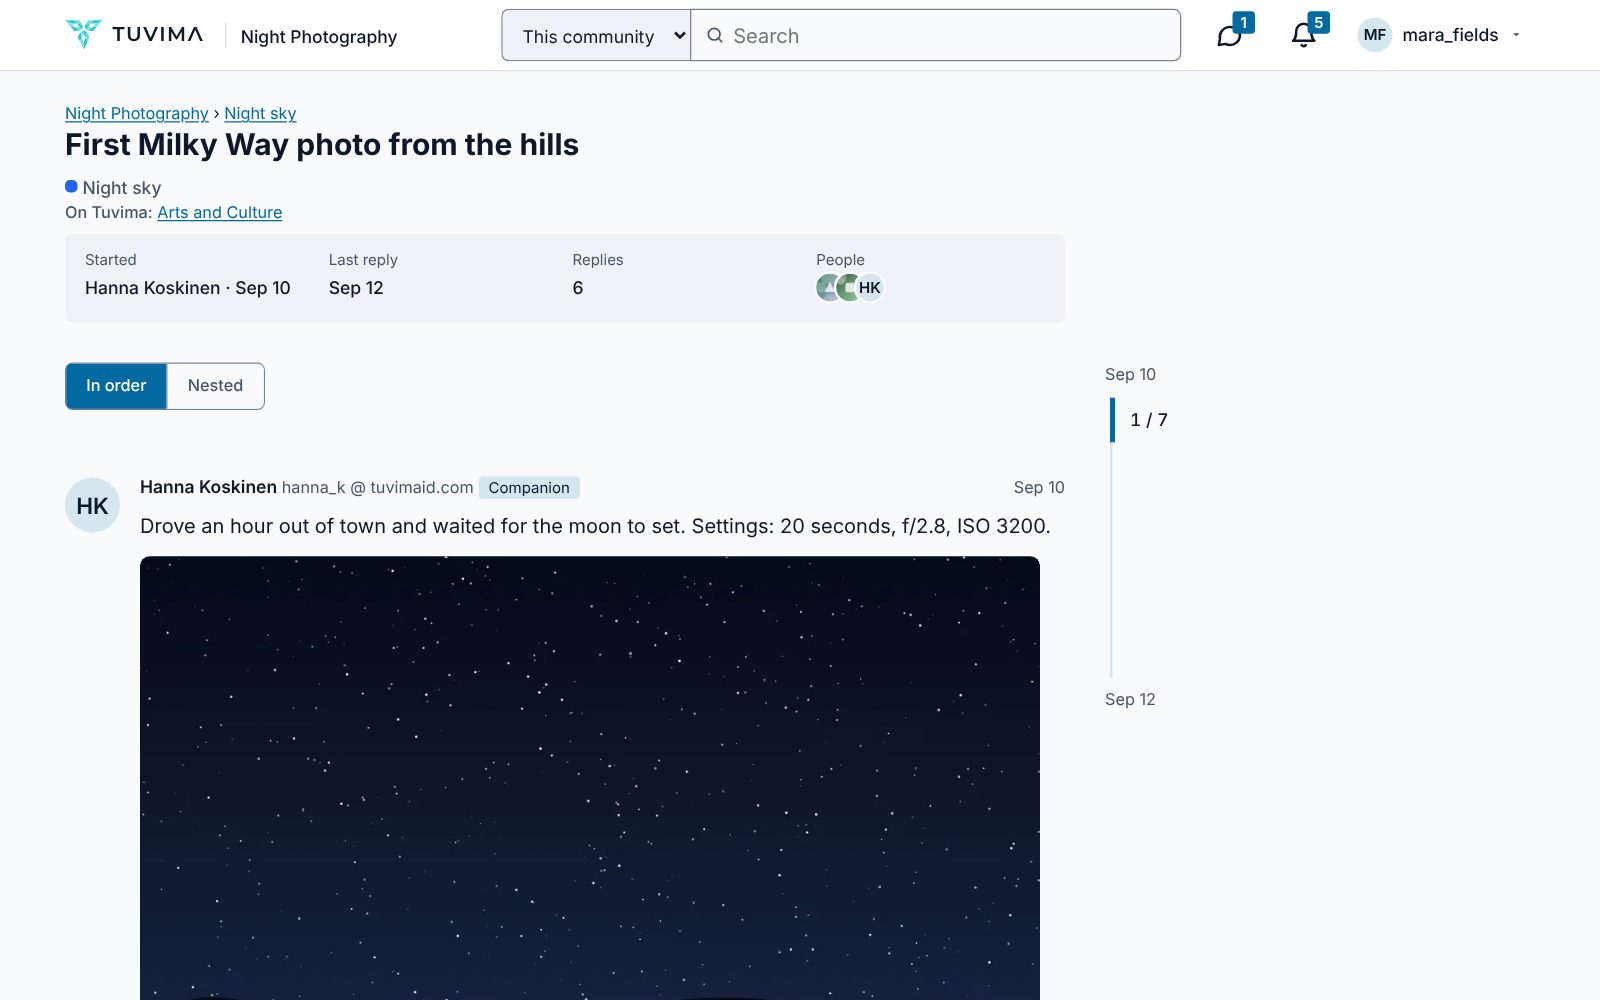 TUVIMA
Night Photography
This community
Search
1
5
MF
mara_fields
Night Photography › Night sky
First Milky Way photo from the hills
Night sky
On Tuvima: Arts and Culture
Started
Last reply
Replies
People
Hanna Koskinen · Sep 10
Sep 12
6
HK
In order
Nested
Sep 10
1 / 7
Sep 12
HK
Hanna Koskinen hanna_k @ tuvimaid.com Companion
Sep 10
Drove an hour out of town and waited for the moon to set. Settings: 20 seconds, f/2.8, ISO 3200.